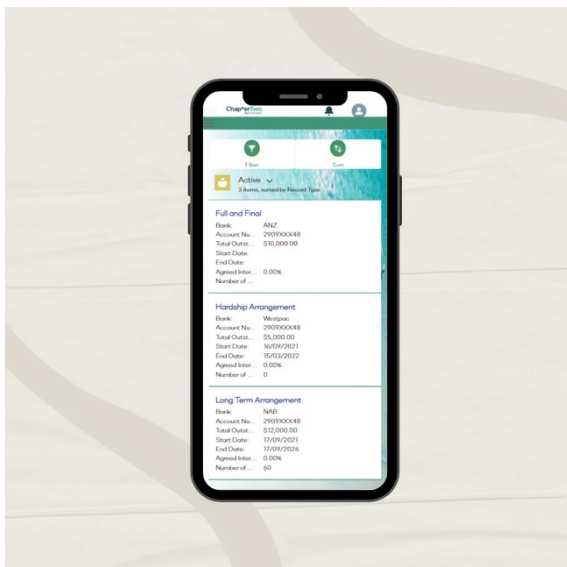 ChapterTwo
Filter
Sort
Active
3 items, sorted by Record Type
Full and Final
Bank: ANZ
Account Nu... 2909XXX48
Total Outst... $10,000.00
Start Date:
End Date:
Agreed Inter... 0.00%
Number of ...
Hardship Arrangement
Bank: Westpac
Account Nu... 2909XXX48
Total Outst... $5,000.00
Start Date: 16/09/2021
End Date: 15/03/2022
Agreed Inter... 0.00%
Number of ... 0
Long Term Arrangement
Bank: NAB
Account Nu... 2909XXX48
Total Outst... $12,000.00
Start Date: 17/09/2021
End Date: 17/09/2026
Agreed Inter... 0.00%
Number of ... 60